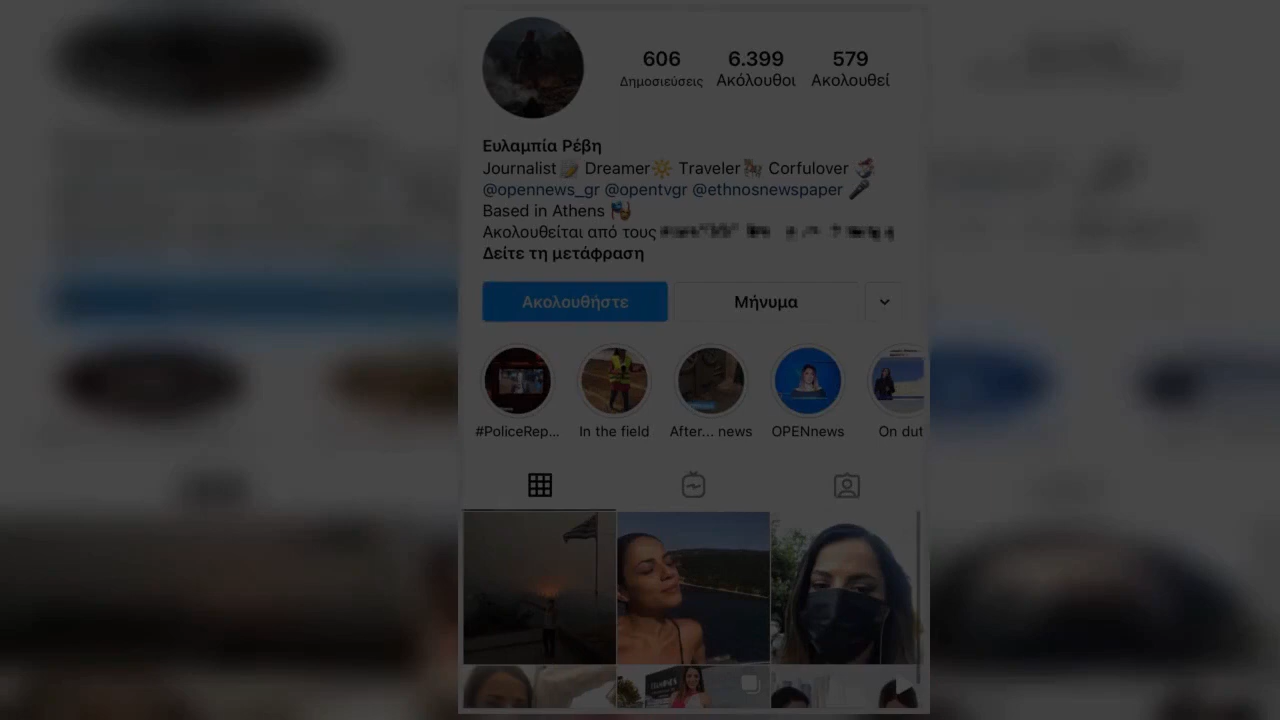 606 6.399 579
Δημοσιεύσεις Ακόλουθοι Ακολουθεί
Ευλαμπία Ρέβη
Journalist Dreamer Traveler Corfulover
@opennews_gr @opentvgr @ethnosnewspaper
Based in Athens
Ακολουθείται από τους
Δείτε τη μετάφραση
Ακολουθήστε Μήνυμα
#PoliceRep... In the field After... news OPENnews On dut